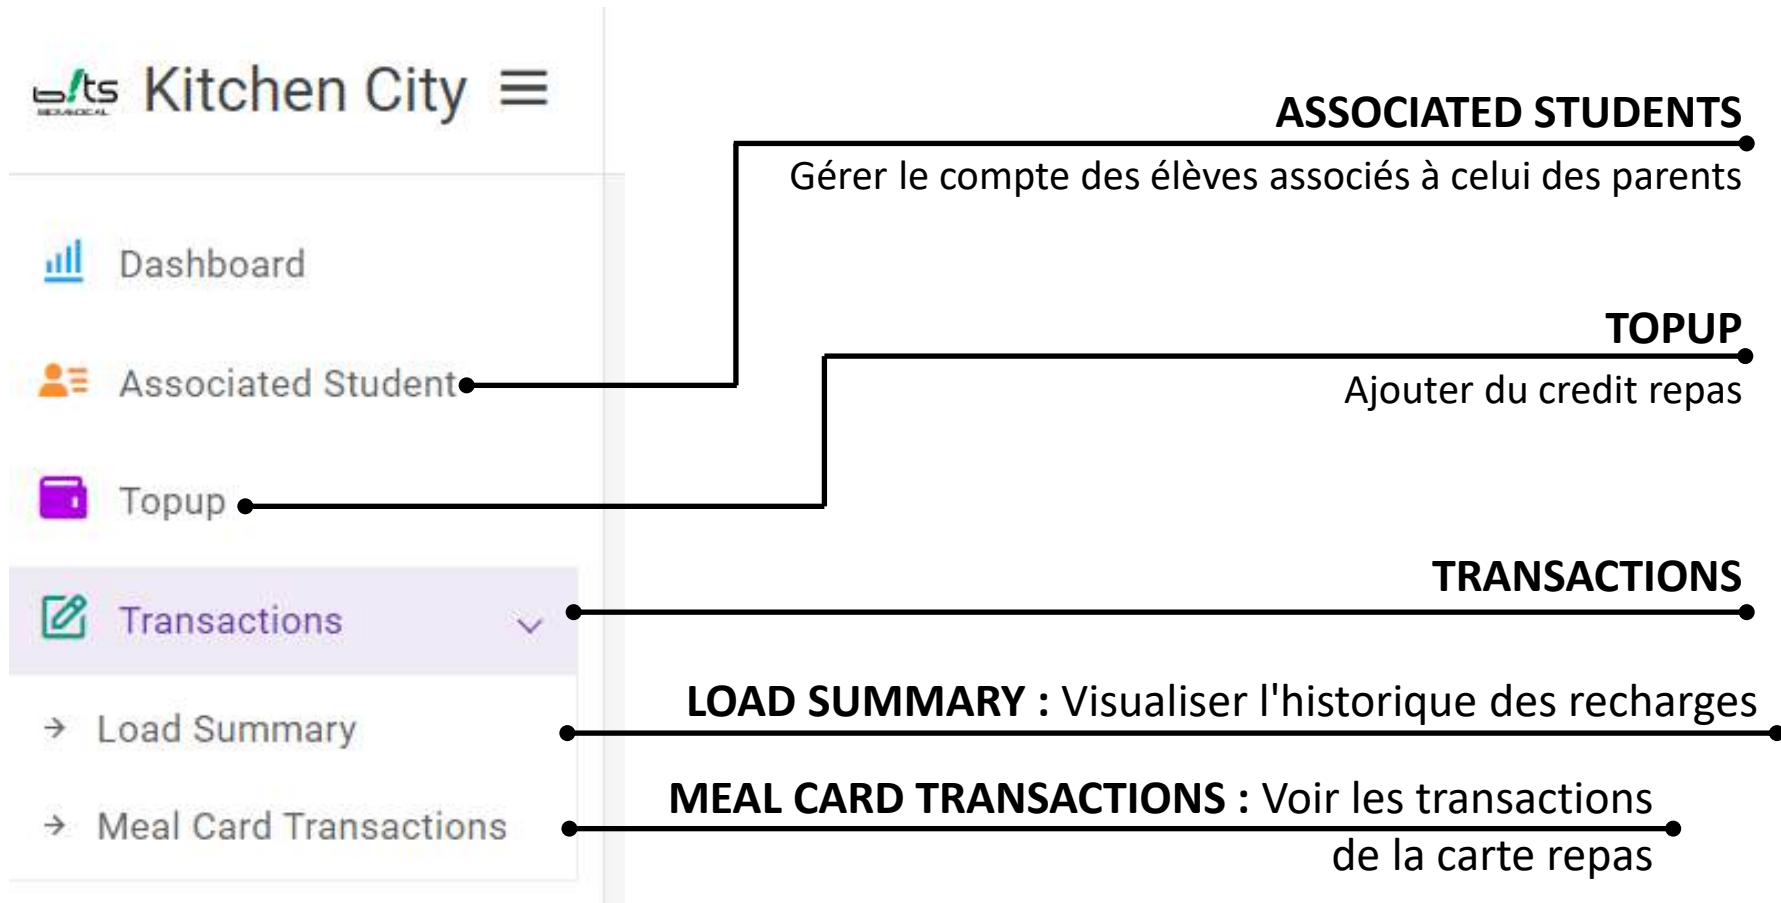 b!ts Kitchen City
ASSOCIATED STUDENTS
Gérer le compte des élèves associés à celui des parents
Dashboard
TOPUP
Associated Student
Ajouter du credit repas
Topup
TRANSACTIONS
Transactions
LOAD SUMMARY : Visualiser l'historique des recharges
Load Summary
MEAL CARD TRANSACTIONS : Voir les transactions
Meal Card Transactions
de la carte repas